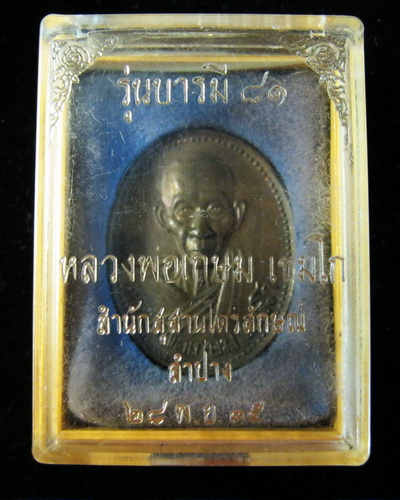 รุ่นบารมี ๘๑
หลวงพ่อเกษม เขมโก
สำนักสุสานไตรลักษณ์
ลำปาง
๒๘ พ.ย. ๓๕